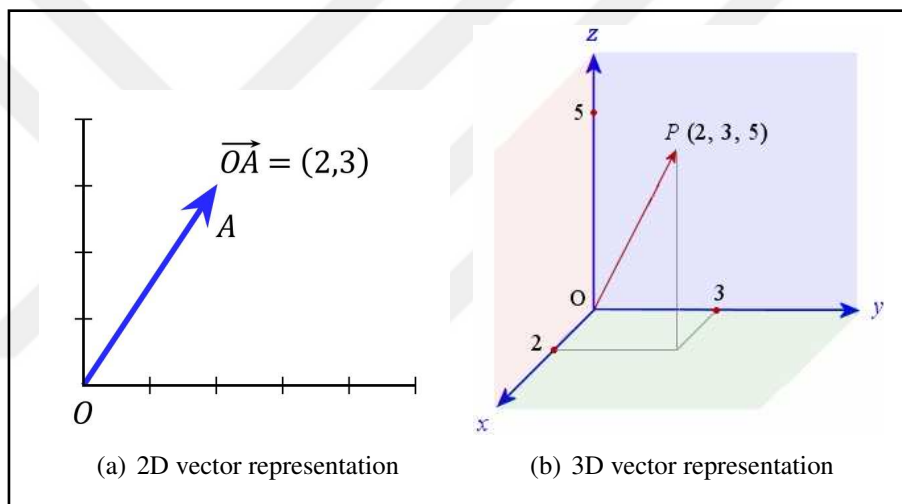 OA = (2,3)
A
O
(a) 2D vector representation
z
5
P (2, 3, 5)
O
3
y
2
x
(b) 3D vector representation